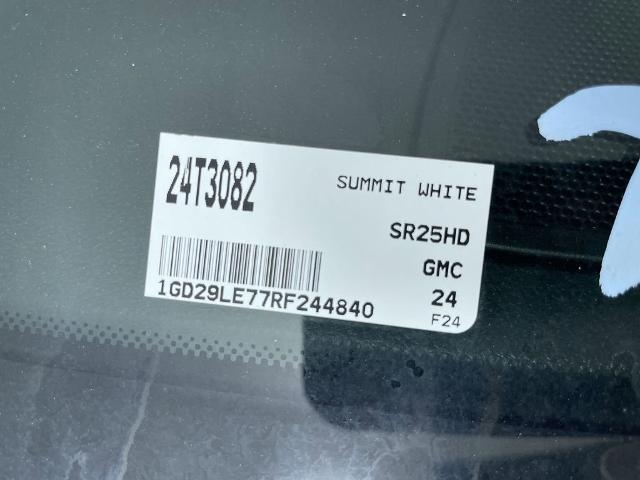 24T3082
SUMMIT WHITE
SR25HD
GMC
1GD29LE77RF244840
24
F24